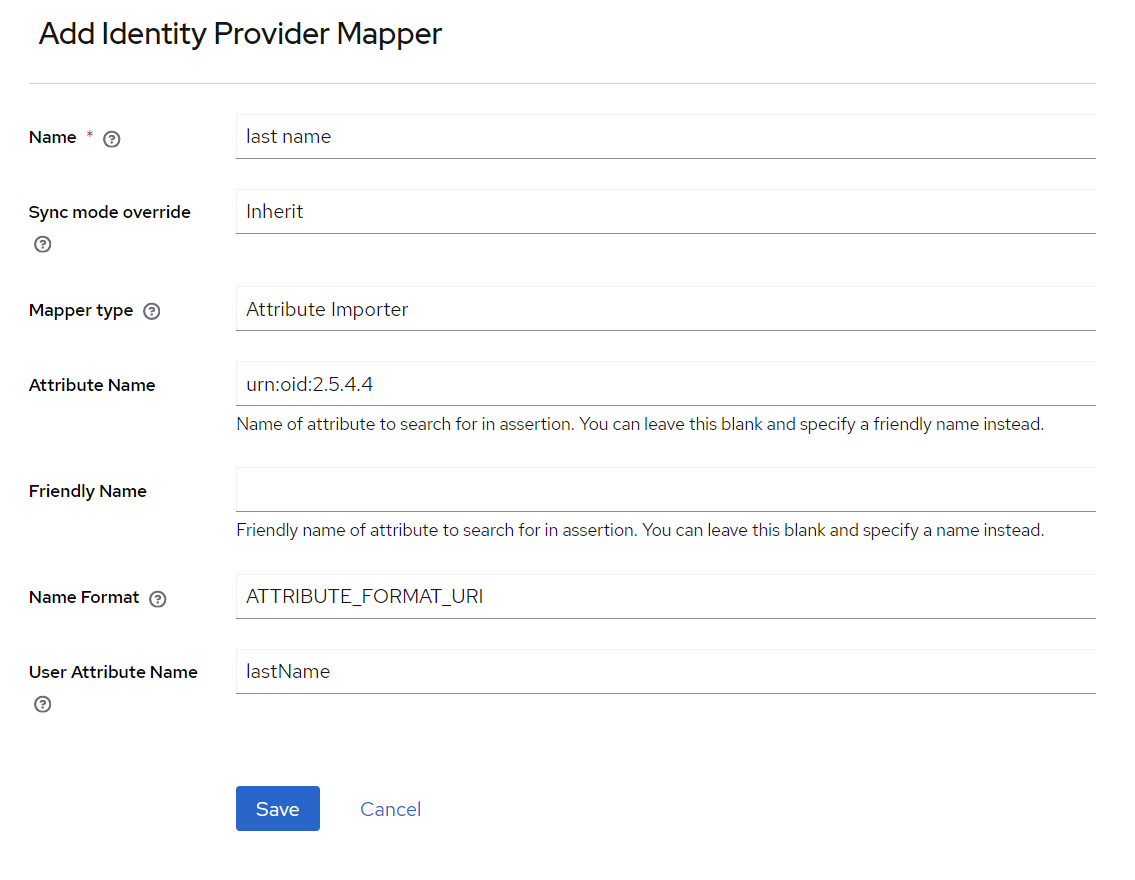 Add Identity Provider Mapper
Name * ?
last name
Sync mode override ?
Inherit
Mapper type ?
Attribute Importer
Attribute Name
urn:oid:2.5.4.4
Name of attribute to search for in assertion. You can leave this blank and specify a friendly name instead.
Friendly Name
Friendly name of attribute to search for in assertion. You can leave this blank and specify a name instead.
Name Format ?
ATTRIBUTE_FORMAT_URI
User Attribute Name ?
lastName
Save
Cancel